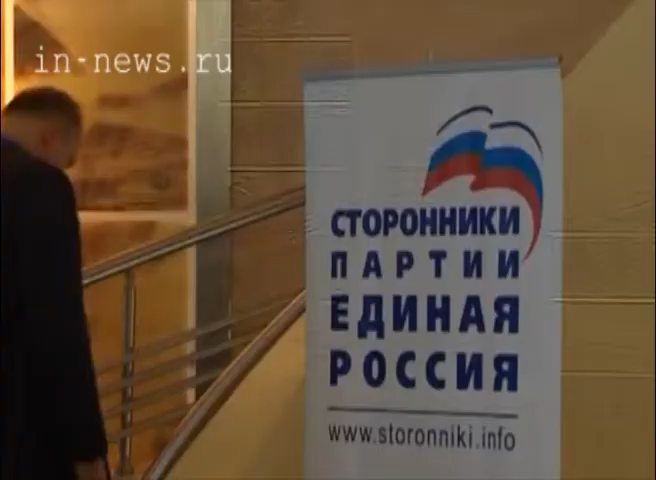 in-news.ru
СТОРОННИКИ
ПАРТИИ
ЕДИНАЯ
РОССИЯ
www.storonniki.info